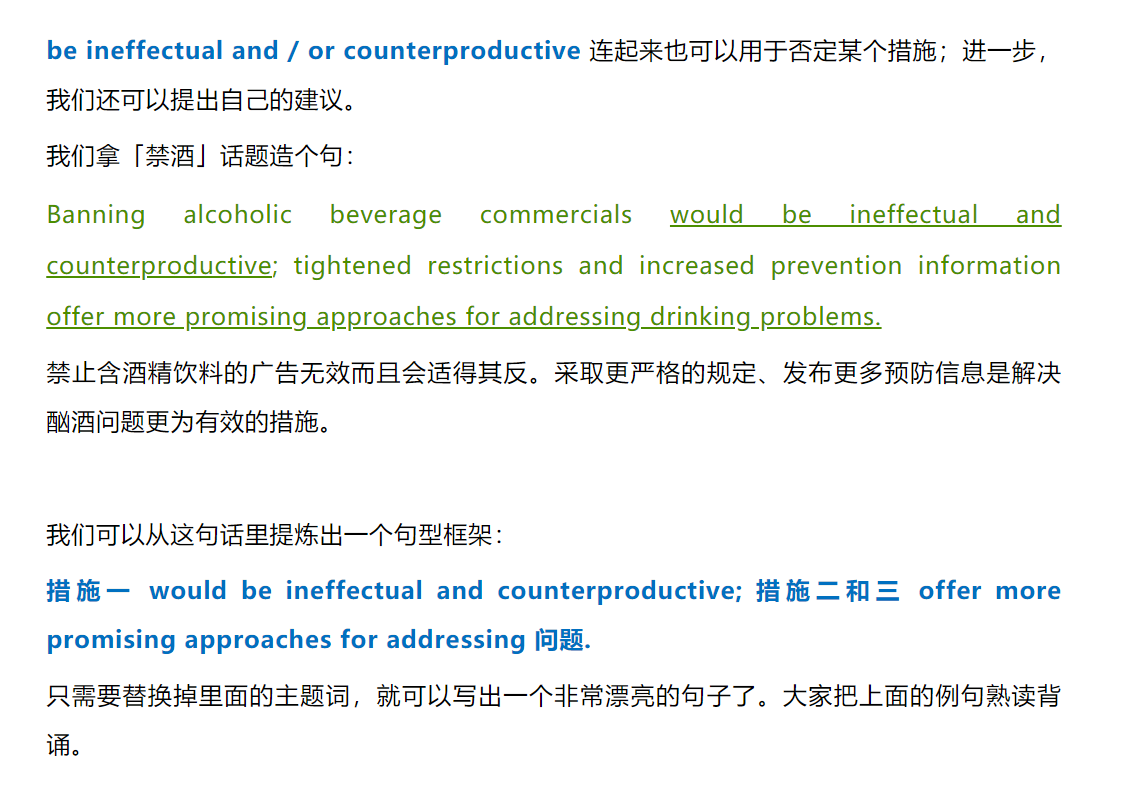 be ineffectual and / or counterproductive 连起来也可以用于否定某个措施；进一步，
我们还可以提出自己的建议。
我们拿「禁酒」话题造个句：
Banning alcoholic beverage commercials would be ineffectual and
counterproductive; tightened restrictions and increased prevention information
offer more promising approaches for addressing drinking problems.
禁止含酒精饮料的广告无效而且会适得其反。采取更严格的规定、发布更多预防信息是解决
酗酒问题更为有效的措施。
我们可以从这句话里提炼出一个句型框架：
措施一 would be ineffectual and counterproductive; 措施二和三 offer more
promising approaches for addressing 问题.
只需要替换掉里面的主题词，就可以写出一个非常漂亮的句子了。大家把上面的例句熟读背
诵。